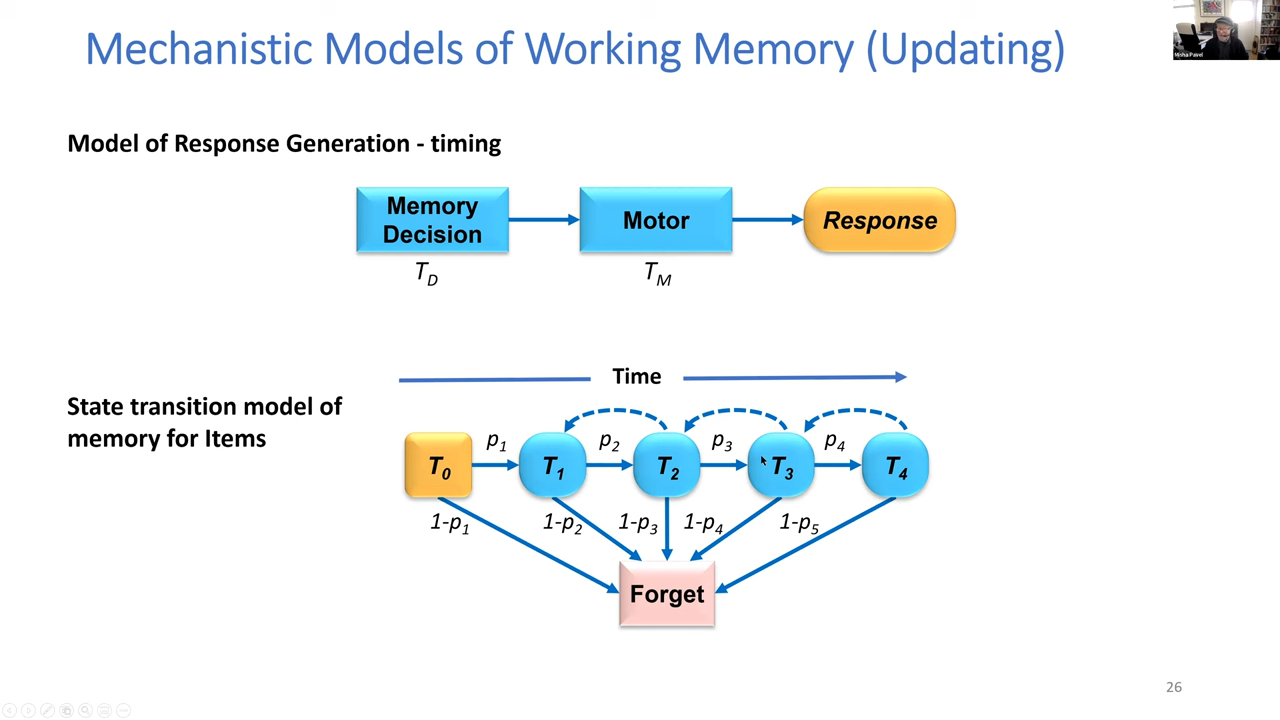 Mechanistic Models of Working Memory (Updating)
Misha Pavel
Model of Response Generation - timing
Memory
Decision
Motor
Response
T_D
T_M
Time
State transition model of
memory for Items
p_1
p_2
p_3
p_4
T_0
T_1
T_2
T_3
T_4
1-p_1
1-p_2
1-p_3
1-p_4
1-p_5
Forget
26